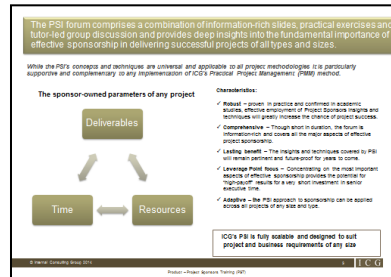 The PSI forum comprises a combination of information-rich slides, practical exercises and
tutor-led group discussion and provides deep insights into the fundamental importance of
effective sponsorship in delivering successful projects of all types and sizes.
While the PSI's concepts and techniques are universal and applicable to all project methodologies it is particularly
supportive and complementary to any implementation of ICG's Practical Project Management (PMM) method.
The sponsor-owned parameters of any project
Deliverables
Time
Resources
Characteristics:
✓ Robust – proven in practice and confirmed in academic
studies, effective employment of Project Sponsors Insights and
techniques will greatly increase the chance of project success.
✓ Comprehensive – Though short in duration, the forum is
information-rich and covers all the major aspects of effective
project sponsorship.
✓ Lasting benefit – The insights and techniques covered by PSI
will remain pertinent and future-proof for years to come.
✓ Leverage Point focus – Concentrating on the most important
aspects of effective sponsorship provides the potential for
"high-payoff" results for a very short investment in senior
executive time.
✓ Adaptive – the PSI approach to sponsorship can be applied
across all projects of any size and type.
ICG's PSI is fully scalable and designed to suit
project and business requirements of any size
© Internal Consulting Group 2014
ICG
Product – Project Sponsors Training (PST)